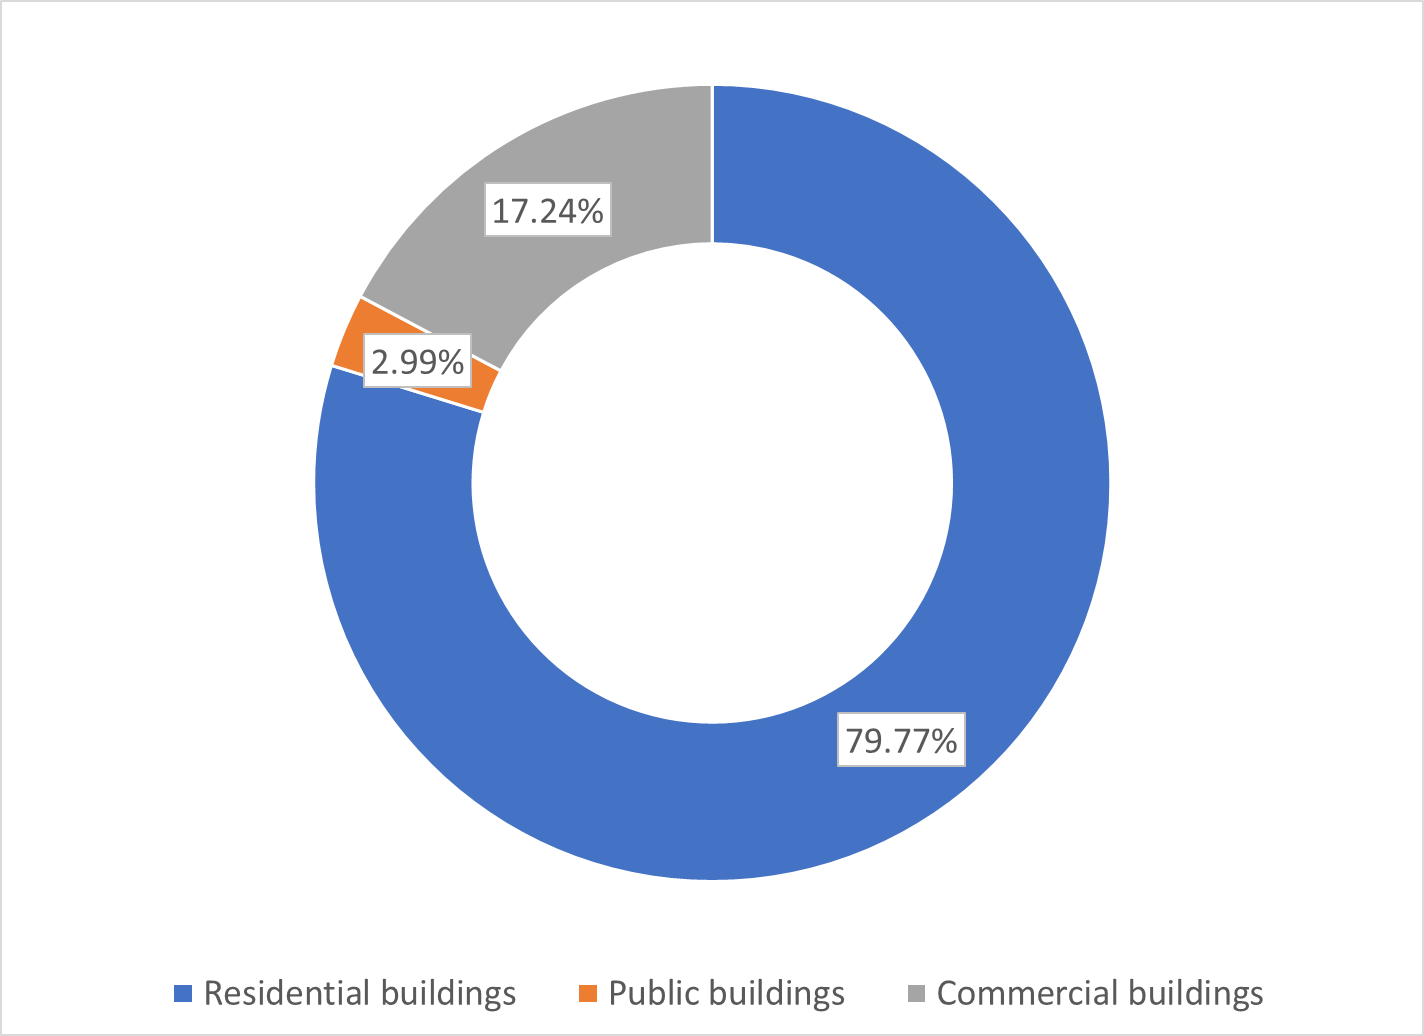 17.24%
2.99%
79.77%
Residential buildings
Public buildings
Commercial buildings